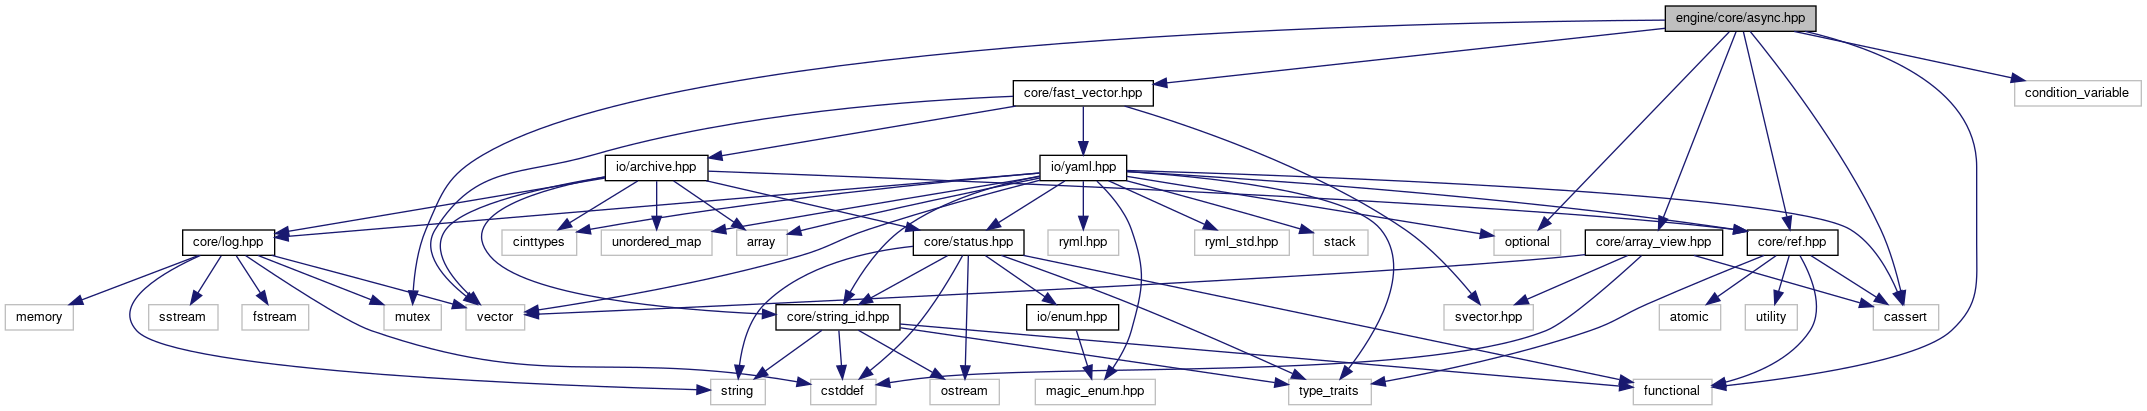 engine/core/async.hpp
core/fast_vector.hpp
condition_variable
io/archive.hpp
io/yaml.hpp
core/log.hpp
cinttypes
unordered_map
array
core/status.hpp
ryml.hpp
ryml_std.hpp
stack
optional
core/array_view.hpp
core/ref.hpp
memory
sstream
fstream
mutex
vector
core/string_id.hpp
io/enum.hpp
svector.hpp
atomic
utility
cassert
string
cstddef
ostream
magic_enum.hpp
type_traits
functional